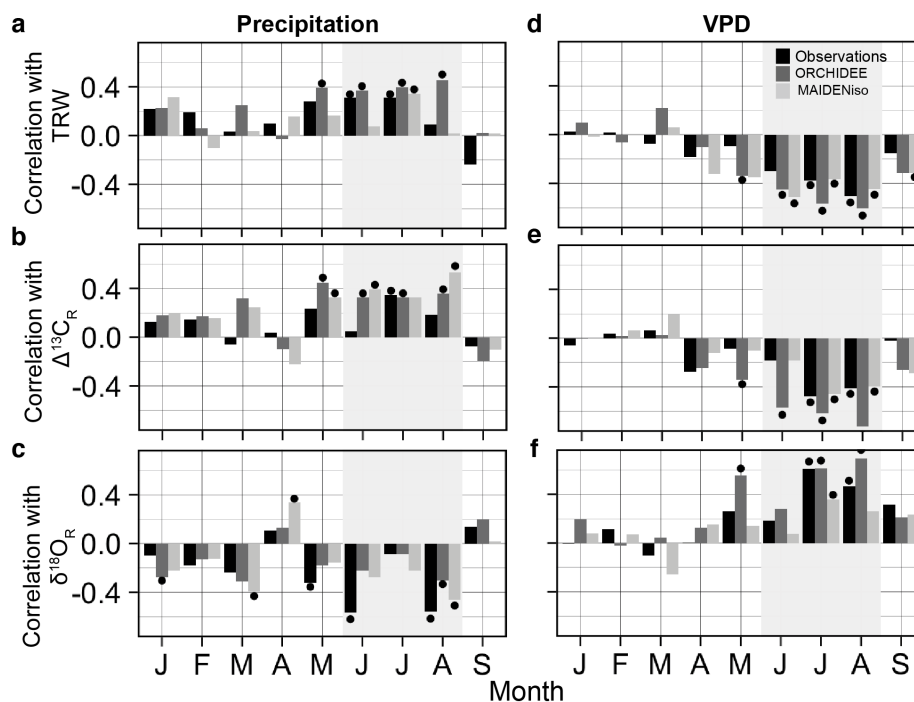 a Precipitation d VPD
Correlation with
TRW
0.4
0.0
-0.4
Observations
ORCHIDEE
MAIDENiso
b e
Correlation with
Δ13CR
0.4
0.0
-0.4
c f
Correlation with
δ18OR
0.4
0.0
-0.4
J F M A M J J A S J F M A M J J A S
Month